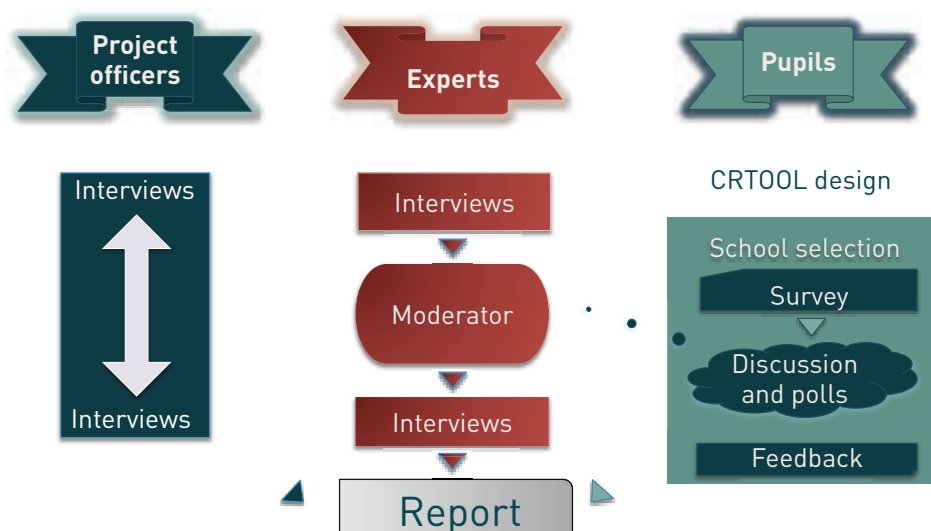 Project
officers
Interviews
Interviews
Experts
Interviews
Moderator
Interviews
Report
Pupils
CRTOOL design
School selection
Survey
Discussion
and polls
Feedback